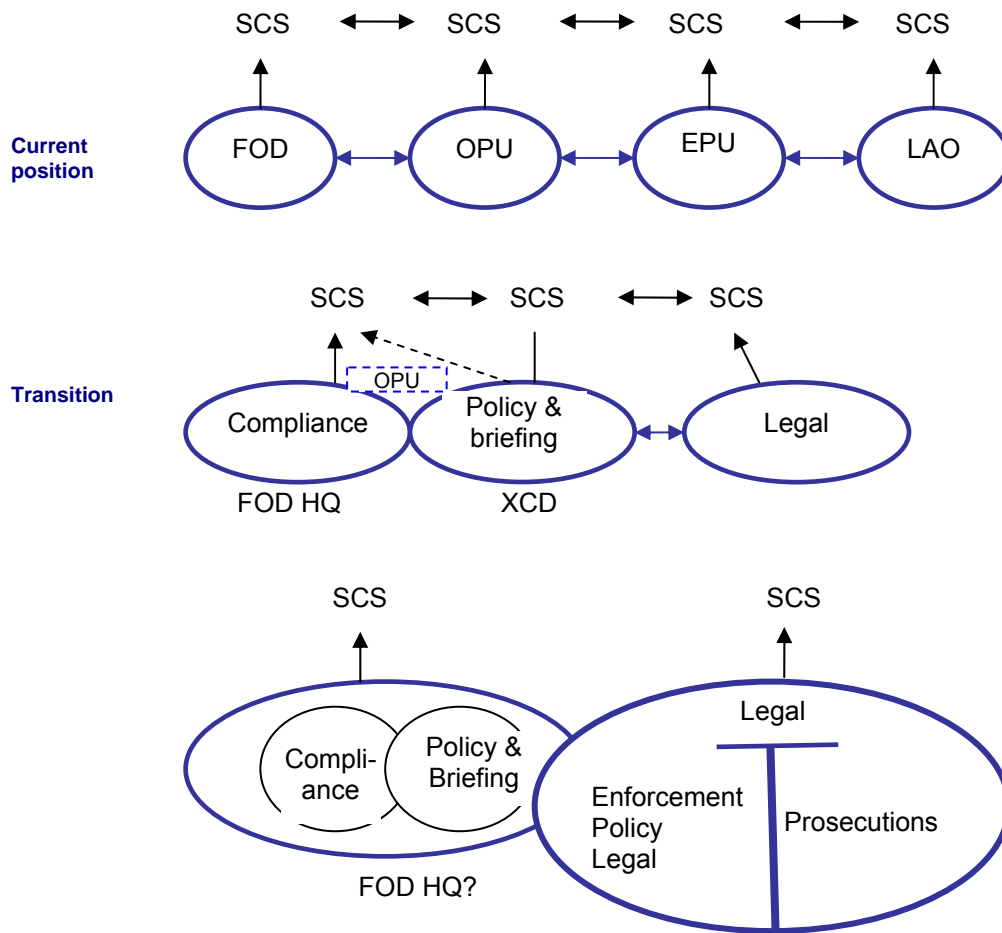 SCS SCS SCS SCS
Current
position
FOD OPU EPU LAO
SCS SCS SCS
Transition
OPU
Compliance
Policy &
briefing
Legal
FOD HQ XCD
SCS SCS
Legal
Compli-
ance
Policy &
Briefing
Enforcement
Policy
Legal
Prosecutions
FOD HQ?